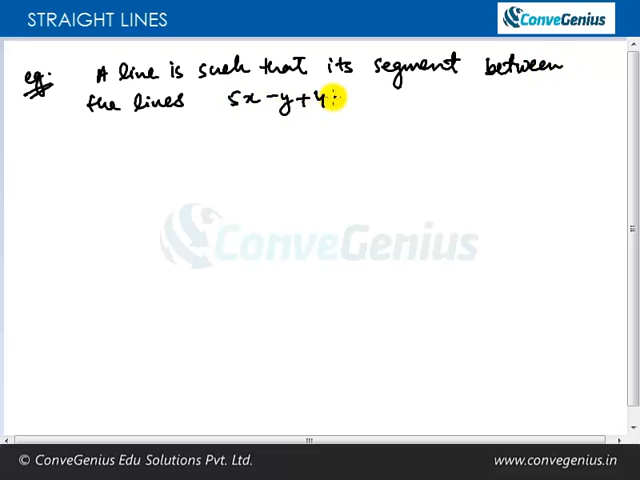 STRAIGHT LINES
ConveGenius
eg. A line is such that its segment between
the lines 5x-y+4=
ConveGenius
© ConveGenius Edu Solutions Pvt. Ltd. www.convegenius.in